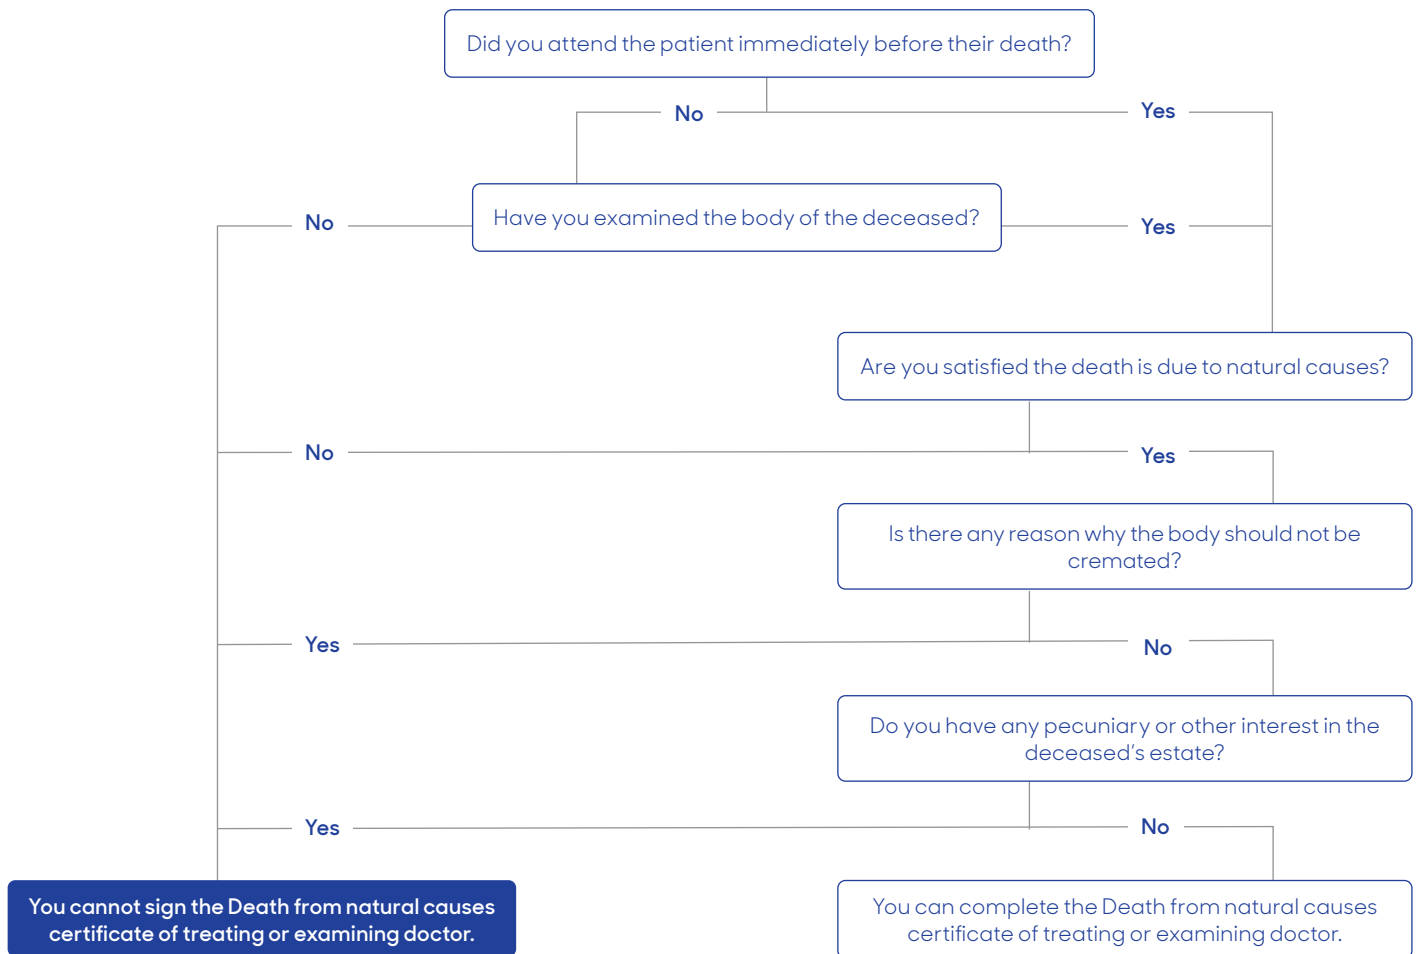 Did you attend the patient immediately before their death?
No
Yes
Have you examined the body of the deceased?
No
Yes
Are you satisfied the death is due to natural causes?
No
Yes
Is there any reason why the body should not be
cremated?
Yes
No
Do you have any pecuniary or other interest in the
deceased's estate?
Yes
No
You cannot sign the Death from natural causes
certificate of treating or examining doctor.
You can complete the Death from natural causes
certificate of treating or examining doctor.